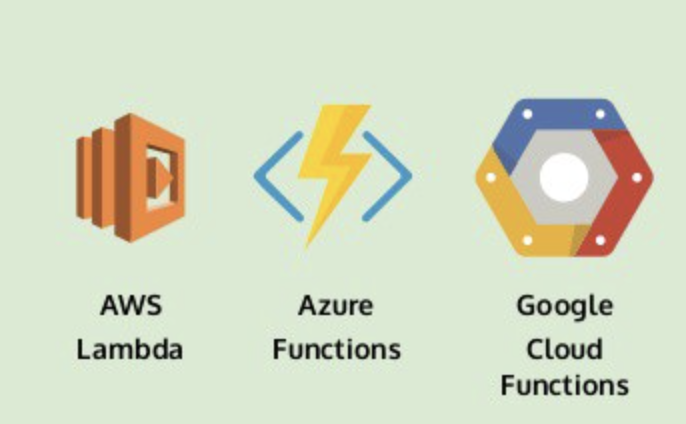 AWS
Lambda
Azure
Functions
Google
Cloud
Functions